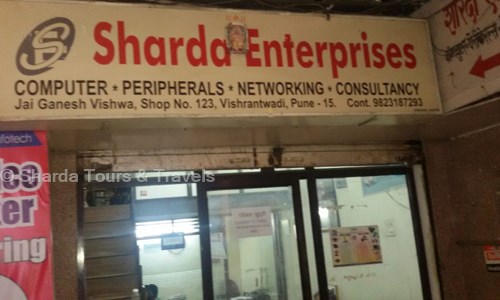 Sharda Enterprises
COMPUTER * PERIPHERALS * NETWORKING * CONSULTANCY
Jai Ganesh Vishwa, Shop No. 123, Vishrantwadi, Pune - 15. Cont. 9823187293
infotech
© Sharda Tours & Travels